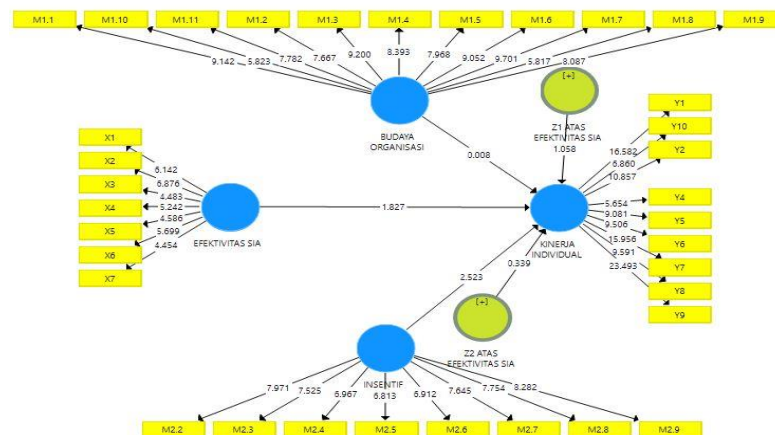 M1.1 M1.10 M1.11 M1.2 M1.3 M1.4 M1.5 M1.6 M1.7 M1.8 M1.9
9.142 5.823 7.782 7.667 9.200 8.393 7.968 9.052 9.701 5.817 8.087
[+]
BUDAYA
ORGANISASI
Z1 ATAS
EFEKTIVITAS SIA
1.058
0.008
Y1
Y10
Y2
Y4
Y5
Y6
Y7
Y8
Y9
16.582
6.860
10.857
5.654
9.081
9.506
15.956
9.591
23.493
KINERJA
INDIVIDUAL
X1
X2
X3
X4
X5
X6
X7
6.142
6.876
4.483
5.242
4.586
5.699
4.454
EFEKTIVITAS SIA
1.827
2.523
0.339
[+]
Z2 ATAS
EFEKTIVITAS SIA
INSENTIF
7.971 7.525 6.967 6.813 6.912 7.645 7.754 8.282
M2.2 M2.3 M2.4 M2.5 M2.6 M2.7 M2.8 M2.9